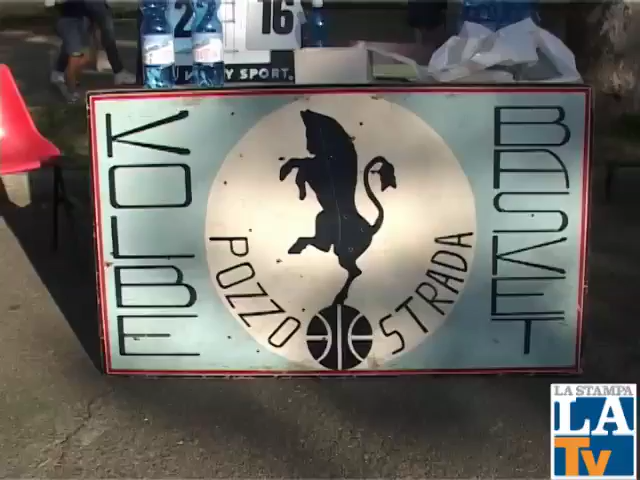 22
16
Y SPORT.
KOLBE
BASKET
POZZO STRADA
LA STAMPA
LA
Tv